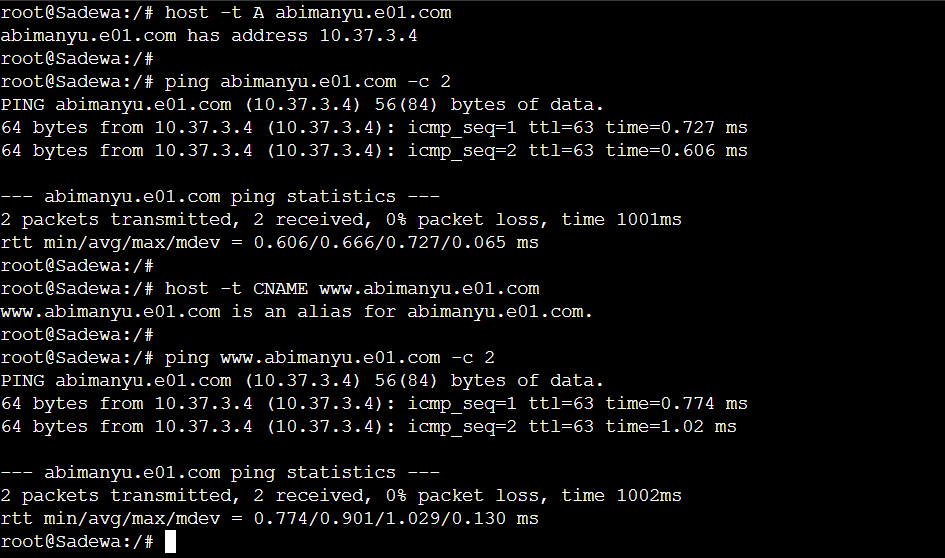 root@Sadewa:/# host -t A abimanyu.e01.com
abimanyu.e01.com has address 10.37.3.4
root@Sadewa:/#
root@Sadewa:/# ping abimanyu.e01.com -c 2
PING abimanyu.e01.com (10.37.3.4) 56(84) bytes of data.
64 bytes from 10.37.3.4 (10.37.3.4): icmp_seq=1 ttl=63 time=0.727 ms
64 bytes from 10.37.3.4 (10.37.3.4): icmp_seq=2 ttl=63 time=0.606 ms
--- abimanyu.e01.com ping statistics ---
2 packets transmitted, 2 received, 0% packet loss, time 1001ms
rtt min/avg/max/mdev = 0.606/0.666/0.727/0.065 ms
root@Sadewa:/#
root@Sadewa:/# host -t CNAME www.abimanyu.e01.com
www.abimanyu.e01.com is an alias for abimanyu.e01.com.
root@Sadewa:/#
root@Sadewa:/# ping www.abimanyu.e01.com -c 2
PING abimanyu.e01.com (10.37.3.4) 56(84) bytes of data.
64 bytes from 10.37.3.4 (10.37.3.4): icmp_seq=1 ttl=63 time=0.774 ms
64 bytes from 10.37.3.4 (10.37.3.4): icmp_seq=2 ttl=63 time=1.02 ms
--- abimanyu.e01.com ping statistics ---
2 packets transmitted, 2 received, 0% packet loss, time 1002ms
rtt min/avg/max/mdev = 0.774/0.901/1.029/0.130 ms
root@Sadewa:/#